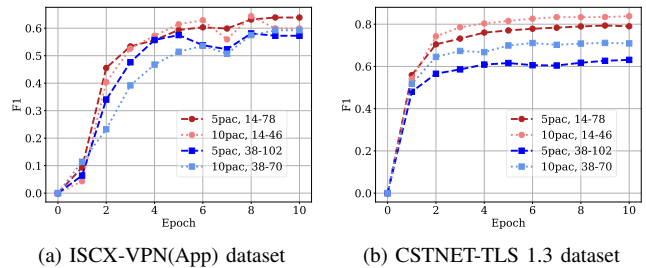 0.6
0.5
0.4
0.3
0.2
0.1
0.0
F1
5pac, 14-78
10pac, 14-46
5pac, 38-102
10pac, 38-70
0 2 4 6 8 10
Epoch
(a) ISCX-VPN(App) dataset
0.8
0.6
0.4
0.2
0.0
F1
5pac, 14-78
10pac, 14-46
5pac, 38-102
10pac, 38-70
0 2 4 6 8 10
Epoch
(b) CSTNET-TLS 1.3 dataset